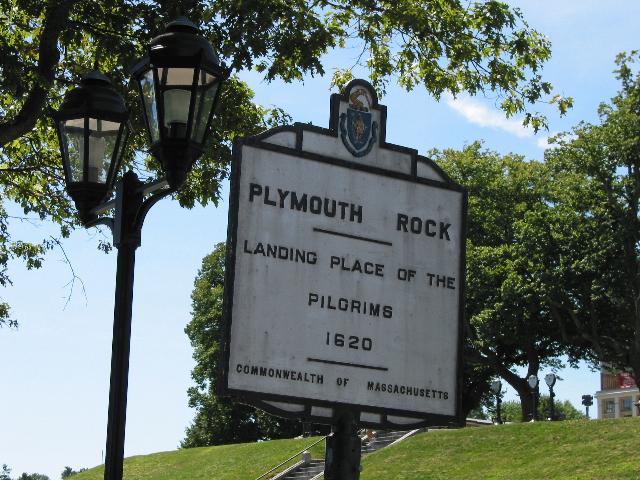 PLYMOUTH ROCK
LANDING PLACE OF THE
PILGRIMS
1620
COMMONWEALTH OF MASSACHUSETTS